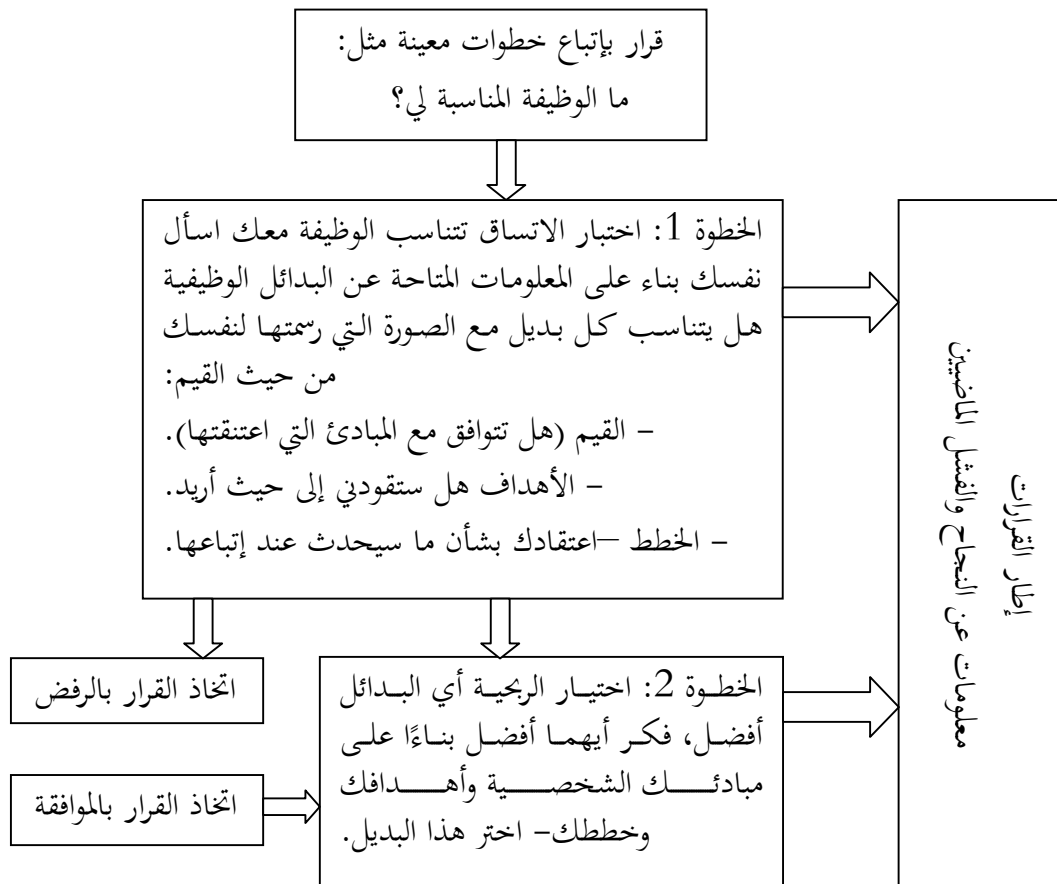 قرار بإتباع خطوات معينة مثل:
ما الوظيفة المناسبة لي؟
الخطوة 1: اختبار الاتساق تتناسب الوظيفة معك اسأل
نفسك بناء على المعلومات المتاحة عن البدائل الوظيفية
هل يتناسب كل بديل مع الصورة التي رسمتها لنفسك
من حيث القيم:
– القيم (هل تتوافق مع المبادئ التي اعتنقتها).
– الأهداف هل ستقودني إلى حيث أريد.
– الخطط –اعتقادك بشأن ما سيحدث عند إتباعها.
إطار القرارات
معلومات عن النجاح والفشل الماضيين
اتخاذ القرار بالرفض
الخطوة 2: اختيار الربحية أي البدائل
أفضل، فكر أيهما أفضل بناءًا على
مبادئك الشخصية وأهدافك
وخططك– اختر هذا البديل.
اتخاذ القرار بالموافقة